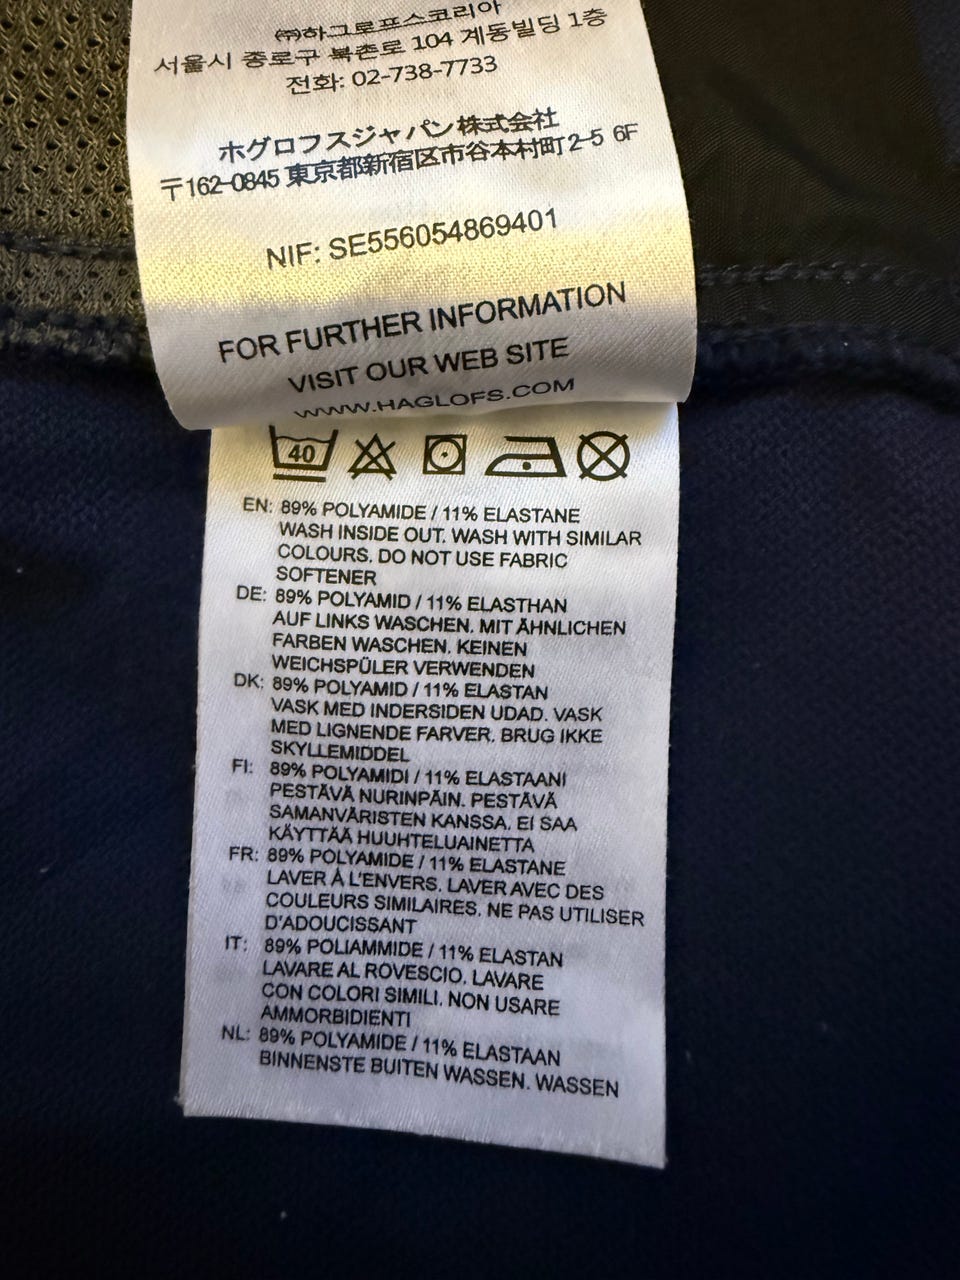 ㈜하그로프스코리아
서울시 종로구 북촌로 104 계동빌딩 1층
전화: 02-738-7733
ホグロフスジャパン株式会社
〒162-0845 東京都新宿区市谷本村町2-5 6F
NIF: SE556054869401
FOR FURTHER INFORMATION
VISIT OUR WEB SITE
WWW.HAGLOFS.COM
40
EN: 89% POLYAMIDE / 11% ELASTANE
WASH INSIDE OUT. WASH WITH SIMILAR
COLOURS. DO NOT USE FABRIC
SOFTENER
DE: 89% POLYAMID / 11% ELASTHAN
AUF LINKS WASCHEN. MIT ÄHNLICHEN
FARBEN WASCHEN. KEINEN
WEICHSPÜLER VERWENDEN
DK: 89% POLYAMID / 11% ELASTAN
VASK MED INDERSIDEN UDAD. VASK
MED LIGNENDE FARVER. BRUG IKKE
SKYLLEMIDDEL
FI: 89% POLYAMIDI / 11% ELASTAANI
PESTÄVÄ NURINPÄIN. PESTÄVÄ
SAMANVÄRISTEN KANSSA. EI SAA
KÄYTTÄÄ HUUHTELUAINETTA
FR: 89% POLYAMIDE / 11% ELASTANE
LAVER À L'ENVERS. LAVER AVEC DES
COULEURS SIMILAIRES. NE PAS UTILISER
D'ADOUCISSANT
IT: 89% POLIAMMIDE / 11% ELASTAN
LAVARE AL ROVESCIO. LAVARE
CON COLORI SIMILI. NON USARE
AMMORBIDIENTI
NL: 89% POLYAMIDE / 11% ELASTAAN
BINNENSTE BUITEN WASSEN. WASSEN